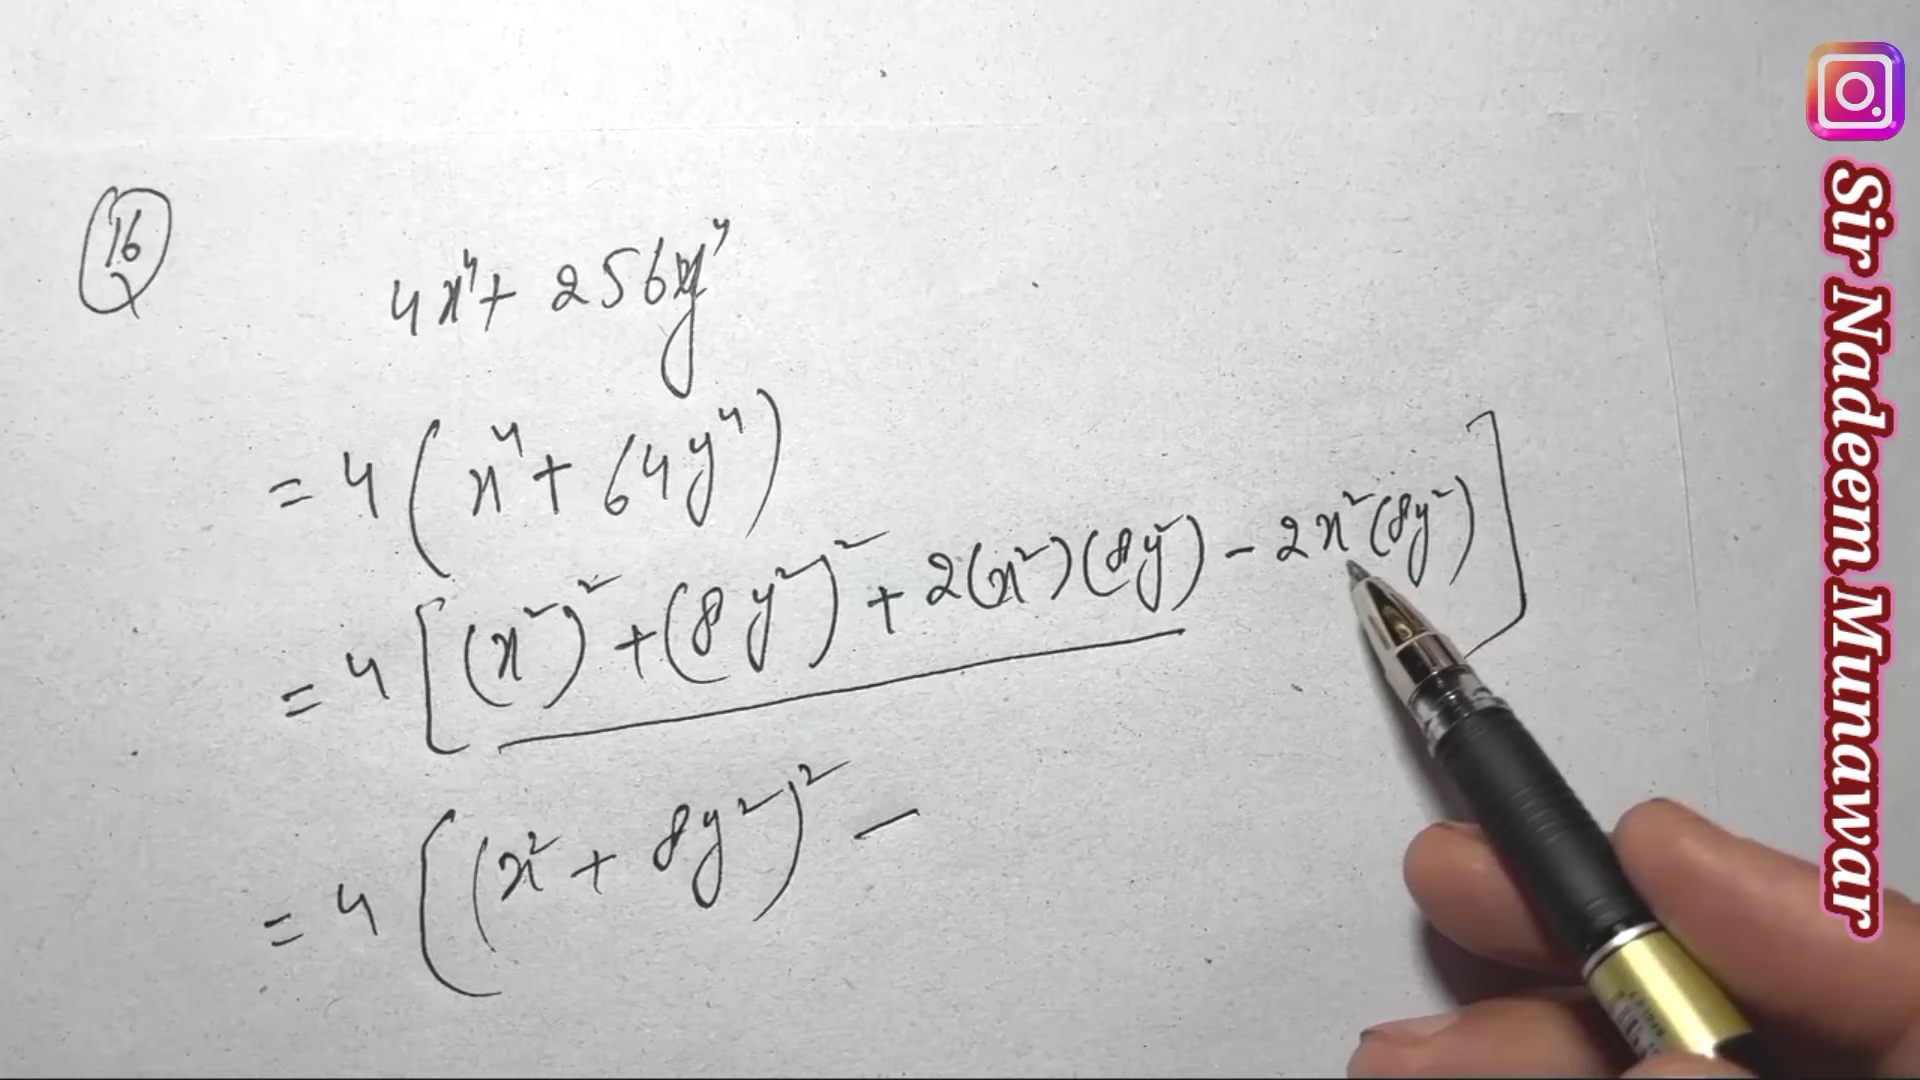 Q 16
4x⁴ + 256y⁴
= 4 (x⁴ + 64y⁴)
= 4 [(x²)² + (8y²)² + 2(x²)(8y²) - 2x²(8y²)]
= 4 [(x² + 8y²)² -
Sir Nadeem Munawar